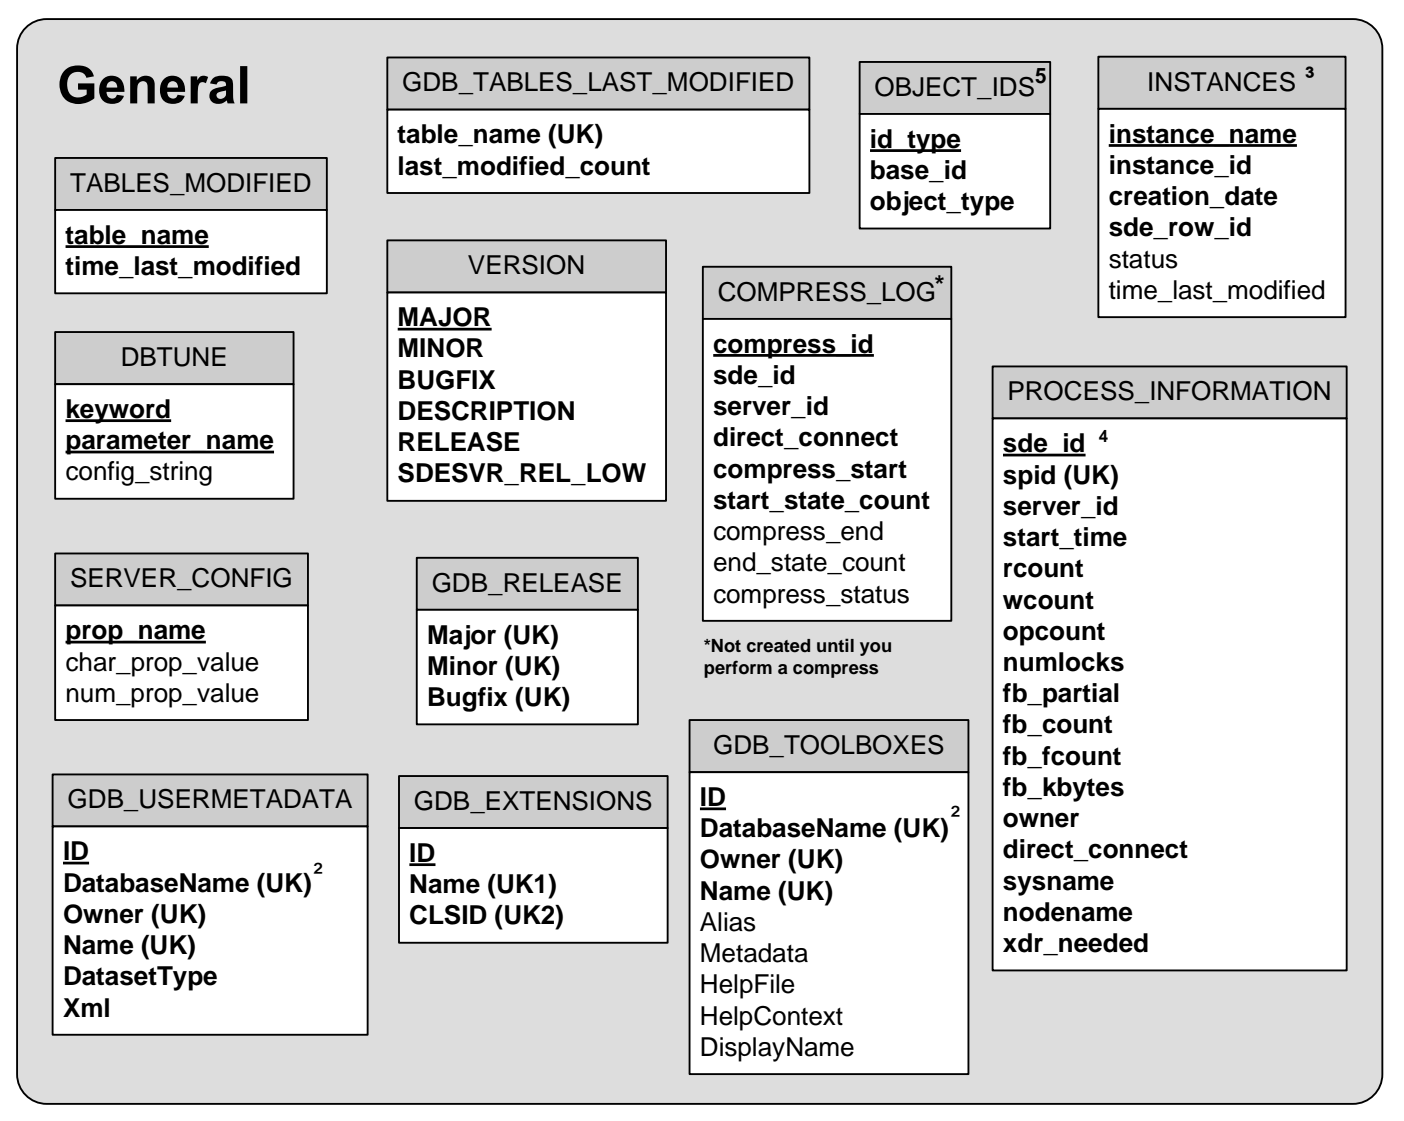 General
GDB_TABLES_LAST_MODIFIED
table_name (UK)
last_modified_count
OBJECT_IDS⁵
id_type
base_id
object_type
INSTANCES ³
instance_name
instance_id
creation_date
sde_row_id
status
time_last_modified
TABLES_MODIFIED
table_name
time_last_modified
VERSION
MAJOR
MINOR
BUGFIX
DESCRIPTION
RELEASE
SDESVR_REL_LOW
COMPRESS_LOG*
compress_id
sde_id
server_id
direct_connect
compress_start
start_state_count
compress_end
end_state_count
compress_status
*Not created until you
perform a compress
DBTUNE
keyword
parameter_name
config_string
PROCESS_INFORMATION
sde_id ⁴
spid (UK)
server_id
start_time
rcount
wcount
opcount
numlocks
fb_partial
fb_count
fb_fcount
fb_kbytes
owner
direct_connect
sysname
nodename
xdr_needed
SERVER_CONFIG
prop_name
char_prop_value
num_prop_value
GDB_RELEASE
Major (UK)
Minor (UK)
Bugfix (UK)
GDB_USERMETADATA
ID
DatabaseName (UK)²
Owner (UK)
Name (UK)
DatasetType
Xml
GDB_EXTENSIONS
ID
Name (UK1)
CLSID (UK2)
GDB_TOOLBOXES
ID
DatabaseName (UK)²
Owner (UK)
Name (UK)
Alias
Metadata
HelpFile
HelpContext
DisplayName